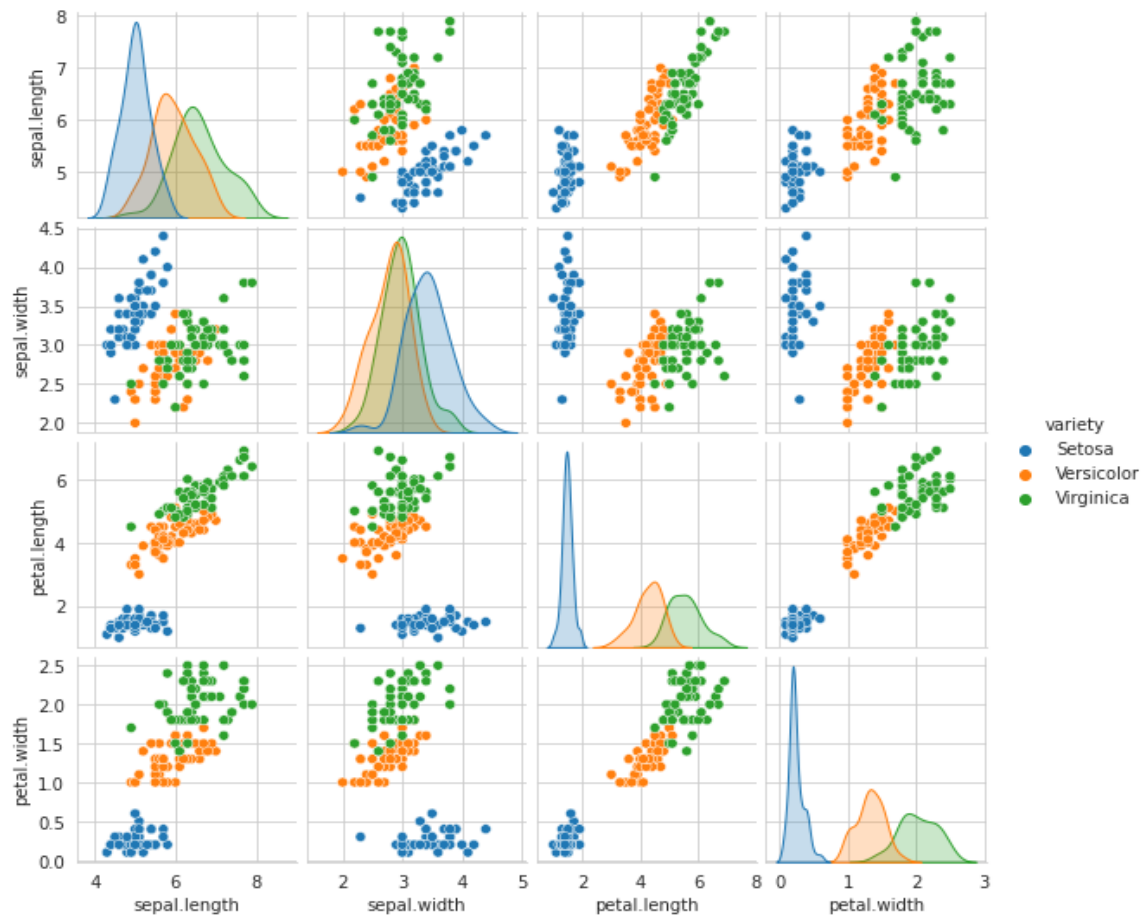 8
7
6
5
sepal.length
4.5
4.0
3.5
3.0
2.5
2.0
sepal.width
variety
Setosa
Versicolor
Virginica
6
4
2
petal.length
2.5
2.0
1.5
1.0
0.5
0.0
petal.width
4 6 8 2 3 4 5 2 4 6 8 0 1 2 3
sepal.length sepal.width petal.length petal.width